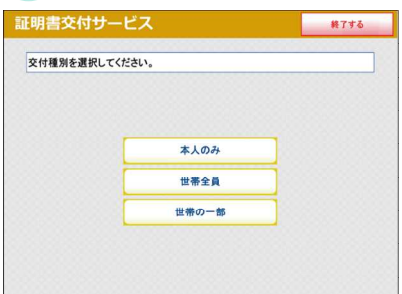 証明書交付サービス
終了する
交付種別を選択してください。
本人のみ
世帯全員
世帯の一部